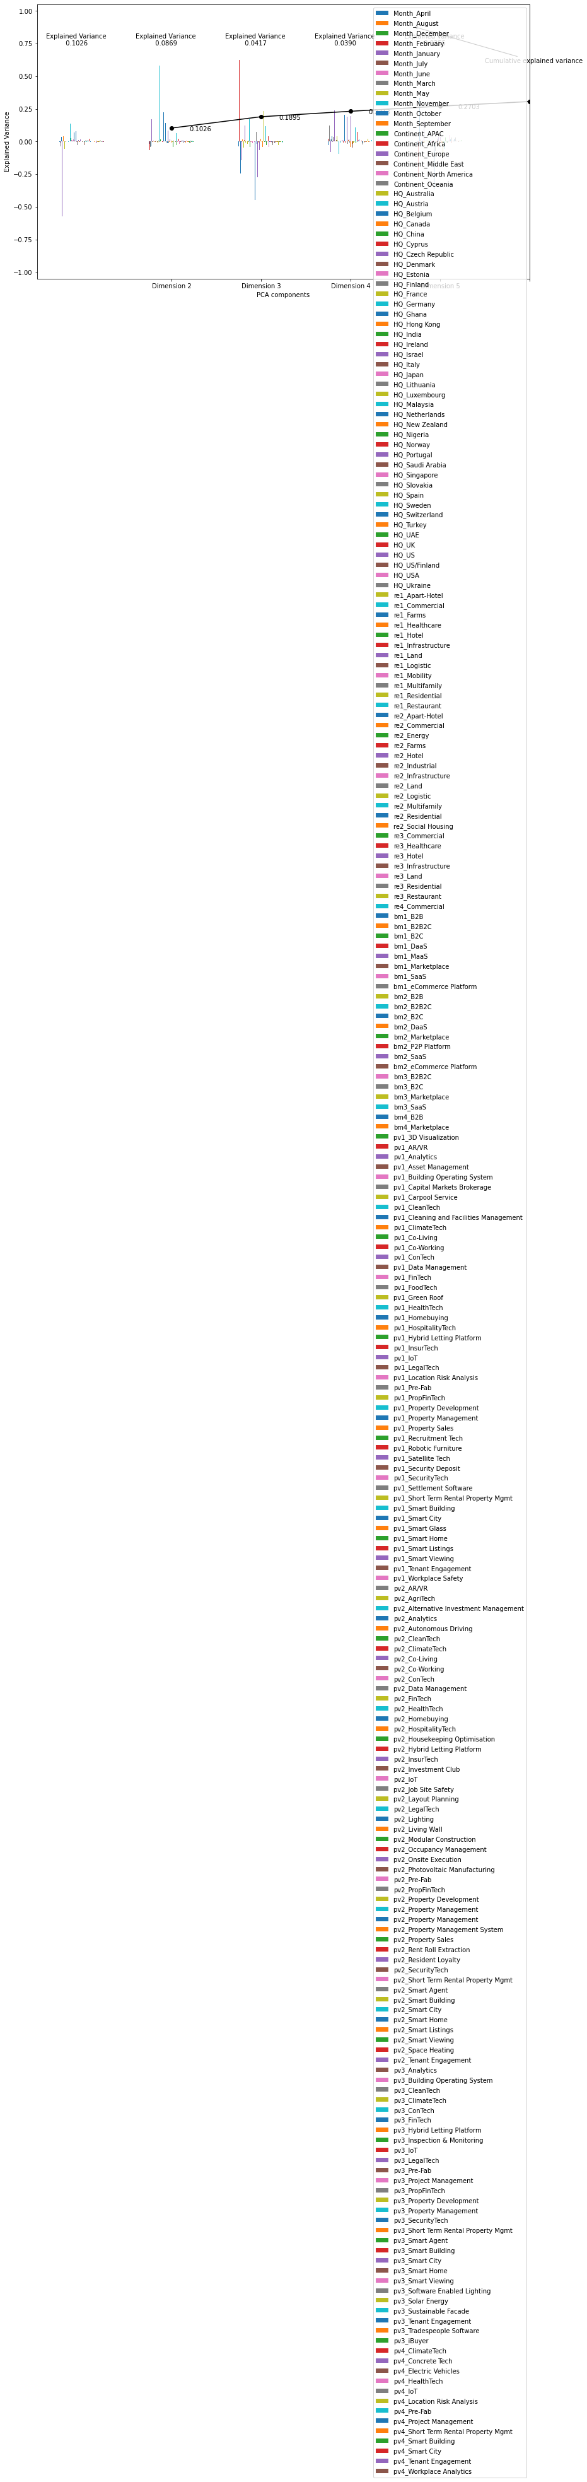 1.00
0.75
0.50
0.25
0.00
−0.25
−0.50
−0.75
−1.00
Explained Variance
Explained Variance
0.1026
Explained Variance
0.0869
Explained Variance
0.0417
Explained Variance
0.0390
Cumulative explained variance
0.1026
0.1895
0.2703
Dimension 2
Dimension 3
Dimension 4
Dimension 5
PCA components
Month_April
Month_August
Month_December
Month_February
Month_January
Month_July
Month_June
Month_March
Month_May
Month_November
Month_October
Month_September
Continent_APAC
Continent_Africa
Continent_Europe
Continent_Middle East
Continent_North America
Continent_Oceania
HQ_Australia
HQ_Austria
HQ_Belgium
HQ_Canada
HQ_China
HQ_Cyprus
HQ_Czech Republic
HQ_Denmark
HQ_Estonia
HQ_Finland
HQ_France
HQ_Germany
HQ_Ghana
HQ_Hong Kong
HQ_India
HQ_Ireland
HQ_Israel
HQ_Italy
HQ_Japan
HQ_Lithuania
HQ_Luxembourg
HQ_Malaysia
HQ_Netherlands
HQ_New Zealand
HQ_Nigeria
HQ_Norway
HQ_Portugal
HQ_Saudi Arabia
HQ_Singapore
HQ_Slovakia
HQ_Spain
HQ_Sweden
HQ_Switzerland
HQ_Turkey
HQ_UAE
HQ_UK
HQ_US
HQ_US/Finland
HQ_USA
HQ_Ukraine
re1_Apart-Hotel
re1_Commercial
re1_Farms
re1_Healthcare
re1_Hotel
re1_Infrastructure
re1_Land
re1_Logistic
re1_Mobility
re1_Multifamily
re1_Residential
re1_Restaurant
re2_Apart-Hotel
re2_Commercial
re2_Energy
re2_Farms
re2_Hotel
re2_Industrial
re2_Infrastructure
re2_Land
re2_Logistic
re2_Multifamily
re2_Residential
re2_Social Housing
re3_Commercial
re3_Healthcare
re3_Hotel
re3_Infrastructure
re3_Land
re3_Residential
re3_Restaurant
re4_Commercial
bm1_B2B
bm1_B2B2C
bm1_B2C
bm1_DaaS
bm1_MaaS
bm1_Marketplace
bm1_SaaS
bm1_eCommerce Platform
bm2_B2B
bm2_B2B2C
bm2_B2C
bm2_DaaS
bm2_Marketplace
bm2_P2P Platform
bm2_SaaS
bm2_eCommerce Platform
bm3_B2B2C
bm3_B2C
bm3_Marketplace
bm3_SaaS
bm4_B2B
bm4_Marketplace
pv1_3D Visualization
pv1_AR/VR
pv1_Analytics
pv1_Asset Management
pv1_Building Operating System
pv1_Capital Markets Brokerage
pv1_Carpool Service
pv1_CleanTech
pv1_Cleaning and Facilities Management
pv1_ClimateTech
pv1_Co-Living
pv1_Co-Working
pv1_ConTech
pv1_Data Management
pv1_FinTech
pv1_FoodTech
pv1_Green Roof
pv1_HealthTech
pv1_Homebuying
pv1_HospitalityTech
pv1_Hybrid Letting Platform
pv1_InsurTech
pv1_IoT
pv1_LegalTech
pv1_Location Risk Analysis
pv1_Pre-Fab
pv1_PropFinTech
pv1_Property Development
pv1_Property Management
pv1_Property Sales
pv1_Recruitment Tech
pv1_Robotic Furniture
pv1_Satellite Tech
pv1_Security Deposit
pv1_SecurityTech
pv1_Settlement Software
pv1_Short Term Rental Property Mgmt
pv1_Smart Building
pv1_Smart City
pv1_Smart Glass
pv1_Smart Home
pv1_Smart Listings
pv1_Smart Viewing
pv1_Tenant Engagement
pv1_Workplace Safety
pv2_AR/VR
pv2_AgriTech
pv2_Alternative Investment Management
pv2_Analytics
pv2_Autonomous Driving
pv2_CleanTech
pv2_ClimateTech
pv2_Co-Living
pv2_Co-Working
pv2_ConTech
pv2_Data Management
pv2_FinTech
pv2_HealthTech
pv2_Homebuying
pv2_HospitalityTech
pv2_Housekeeping Optimisation
pv2_Hybrid Letting Platform
pv2_InsurTech
pv2_Investment Club
pv2_IoT
pv2_Job Site Safety
pv2_Layout Planning
pv2_LegalTech
pv2_Lighting
pv2_Living Wall
pv2_Modular Construction
pv2_Occupancy Management
pv2_Onsite Execution
pv2_Photovoltaic Manufacturing
pv2_Pre-Fab
pv2_PropFinTech
pv2_Property Development
pv2_Property Management
pv2_Property Management
pv2_Property Management System
pv2_Property Sales
pv2_Rent Roll Extraction
pv2_Resident Loyalty
pv2_SecurityTech
pv2_Short Term Rental Property Mgmt
pv2_Smart Agent
pv2_Smart Building
pv2_Smart City
pv2_Smart Home
pv2_Smart Listings
pv2_Smart Viewing
pv2_Space Heating
pv2_Tenant Engagement
pv3_Analytics
pv3_Building Operating System
pv3_CleanTech
pv3_ClimateTech
pv3_ConTech
pv3_FinTech
pv3_Hybrid Letting Platform
pv3_Inspection & Monitoring
pv3_IoT
pv3_LegalTech
pv3_Pre-Fab
pv3_Project Management
pv3_PropFinTech
pv3_Property Development
pv3_Property Management
pv3_SecurityTech
pv3_Short Term Rental Property Mgmt
pv3_Smart Agent
pv3_Smart Building
pv3_Smart City
pv3_Smart Home
pv3_Smart Viewing
pv3_Software Enabled Lighting
pv3_Solar Energy
pv3_Sustainable Facade
pv3_Tenant Engagement
pv3_Tradespeople Software
pv3_iBuyer
pv4_ClimateTech
pv4_Concrete Tech
pv4_Electric Vehicles
pv4_HealthTech
pv4_IoT
pv4_Location Risk Analysis
pv4_Pre-Fab
pv4_Project Management
pv4_Short Term Rental Property Mgmt
pv4_Smart Building
pv4_Smart City
pv4_Tenant Engagement
pv4_Workplace Analytics